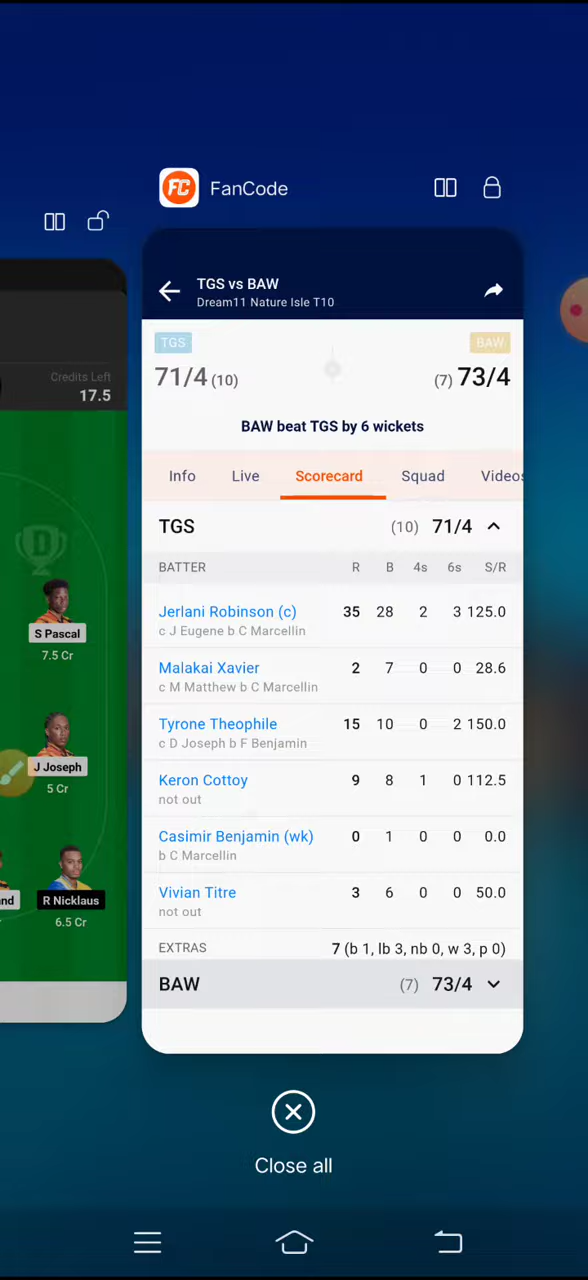 FC FanCode
TGS vs BAW
Dream11 Nature Isle T10
TGS BAW
71/4 (10) (7) 73/4
BAW beat TGS by 6 wickets
Info Live Scorecard Squad Videos
TGS (10) 71/4
BATTER R B 4s 6s S/R
Jerlani Robinson (c) 35 28 2 3 125.0
c J Eugene b C Marcellin
Malakai Xavier 2 7 0 0 28.6
c M Matthew b C Marcellin
Tyrone Theophile 15 10 0 2 150.0
c D Joseph b F Benjamin
Keron Cottoy 9 8 1 0 112.5
not out
Casimir Benjamin (wk) 0 1 0 0 0.0
b C Marcellin
Vivian Titre 3 6 0 0 50.0
not out
EXTRAS 7 (b 1, lb 3, nb 0, w 3, p 0)
BAW (7) 73/4
Credits Left
17.5
D
S Pascal
7.5 Cr
J Joseph
5 Cr
nd R Nicklaus
6.5 Cr
Close all